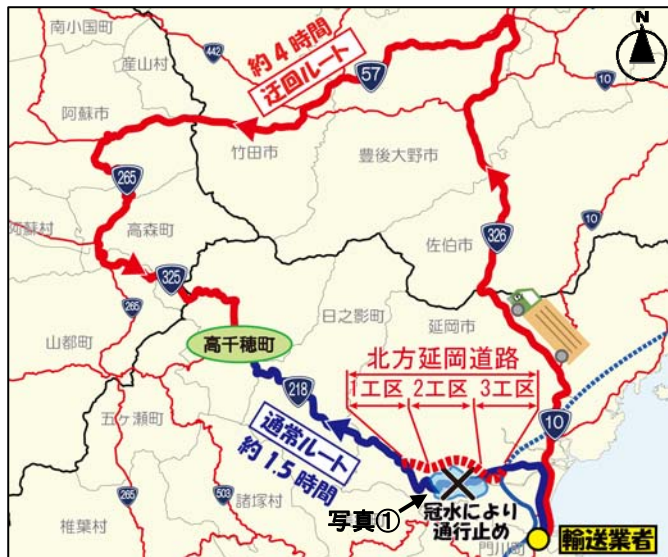 南小国町
産山村
442
約４時間
迂回ルート
57
10
N
阿蘇市
竹田市
豊後大野市
265
高森町
阿蘇村
325
265
326
佐伯市
10
山都町
高千穂町
日之影町
延岡市
北方延岡道路
1工区 2工区 3工区
218
10
五ヶ瀬町
通常ルート
約1.5時間
265
503
諸塚村
椎葉村
写真①
冠水により
通行止め
門川町
輸送業者